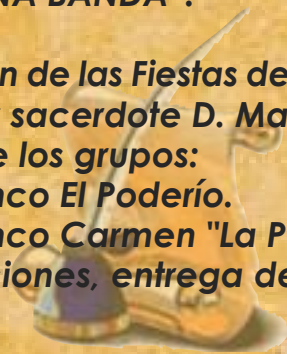 NA BANDA".
n de las Fiestas de
sacerdote D. Ma
e los grupos:
nco El Poderío.
nco Carmen "La P
iones, entrega de